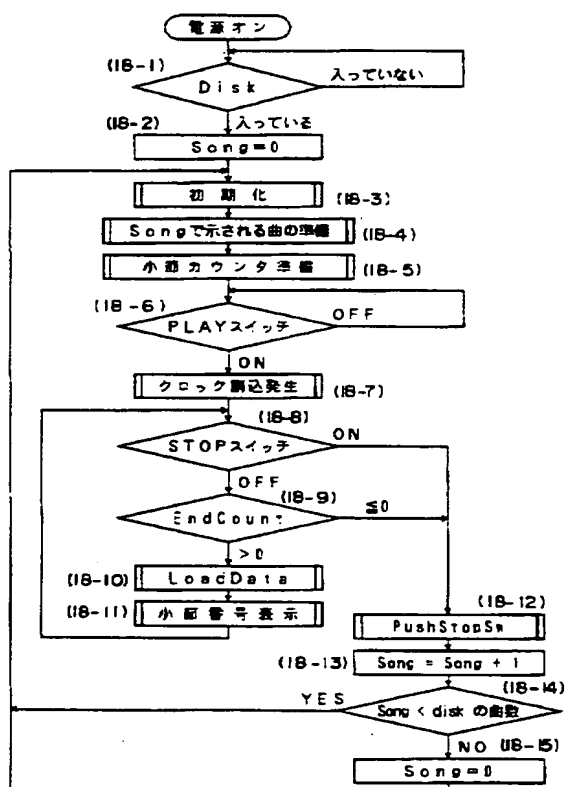 電源オン
(18-1)
Disk
入っていない
(18-2)
入っている
Song=0
初期化
(18-3)
Songで示される曲の準備
(18-4)
小節カウンタ準備
(18-5)
(18-6)
PLAYスイッチ
OFF
ON
クロック割込発生
(18-7)
(18-8)
STOPスイッチ
ON
OFF
(18-9)
EndCount
≦0
>0
(18-10)
LoadData
(18-11)
小節番号表示
(18-12)
PushStopSw
(18-13)
Song = Song + 1
(18-14)
YES
Song < disk の曲数
NO
(18-15)
Song=0